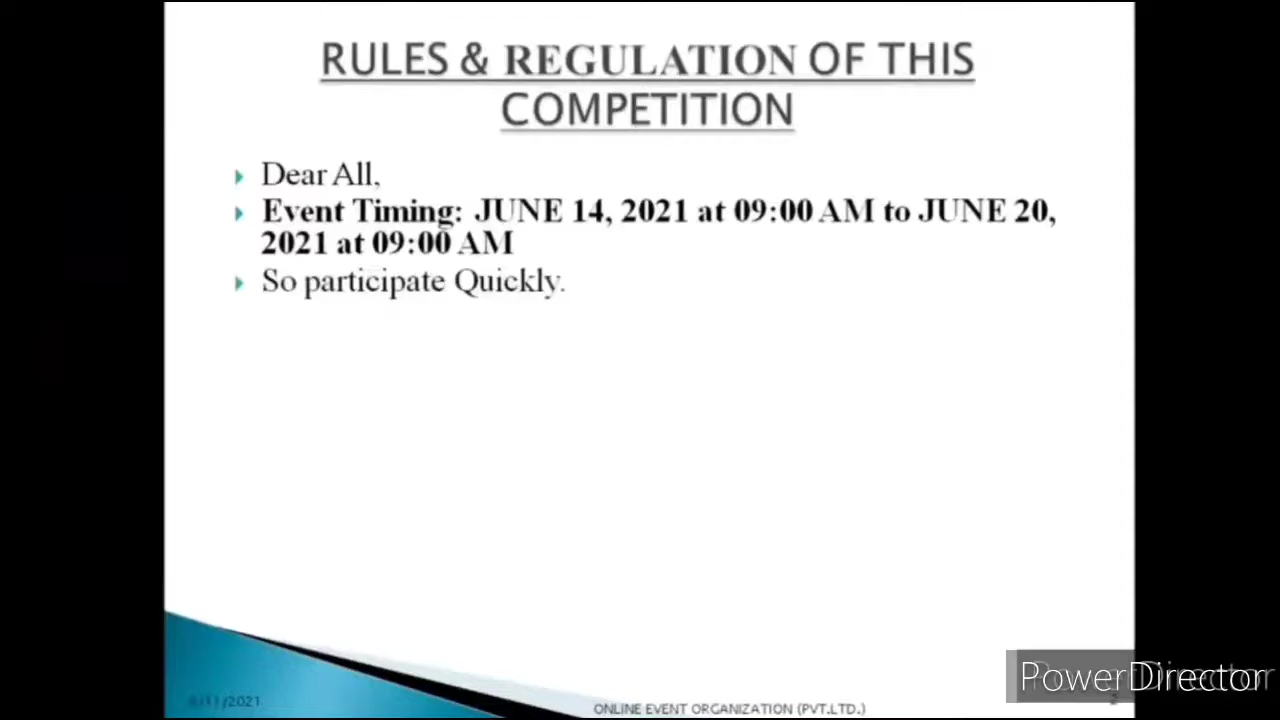 RULES & REGULATION OF THIS
COMPETITION
Dear All,
Event Timing: JUNE 14, 2021 at 09:00 AM to JUNE 20,
2021 at 09:00 AM
So participate Quickly.
ONLINE EVENT ORGANIZATION (PVT.LTD.)
PowerDirector